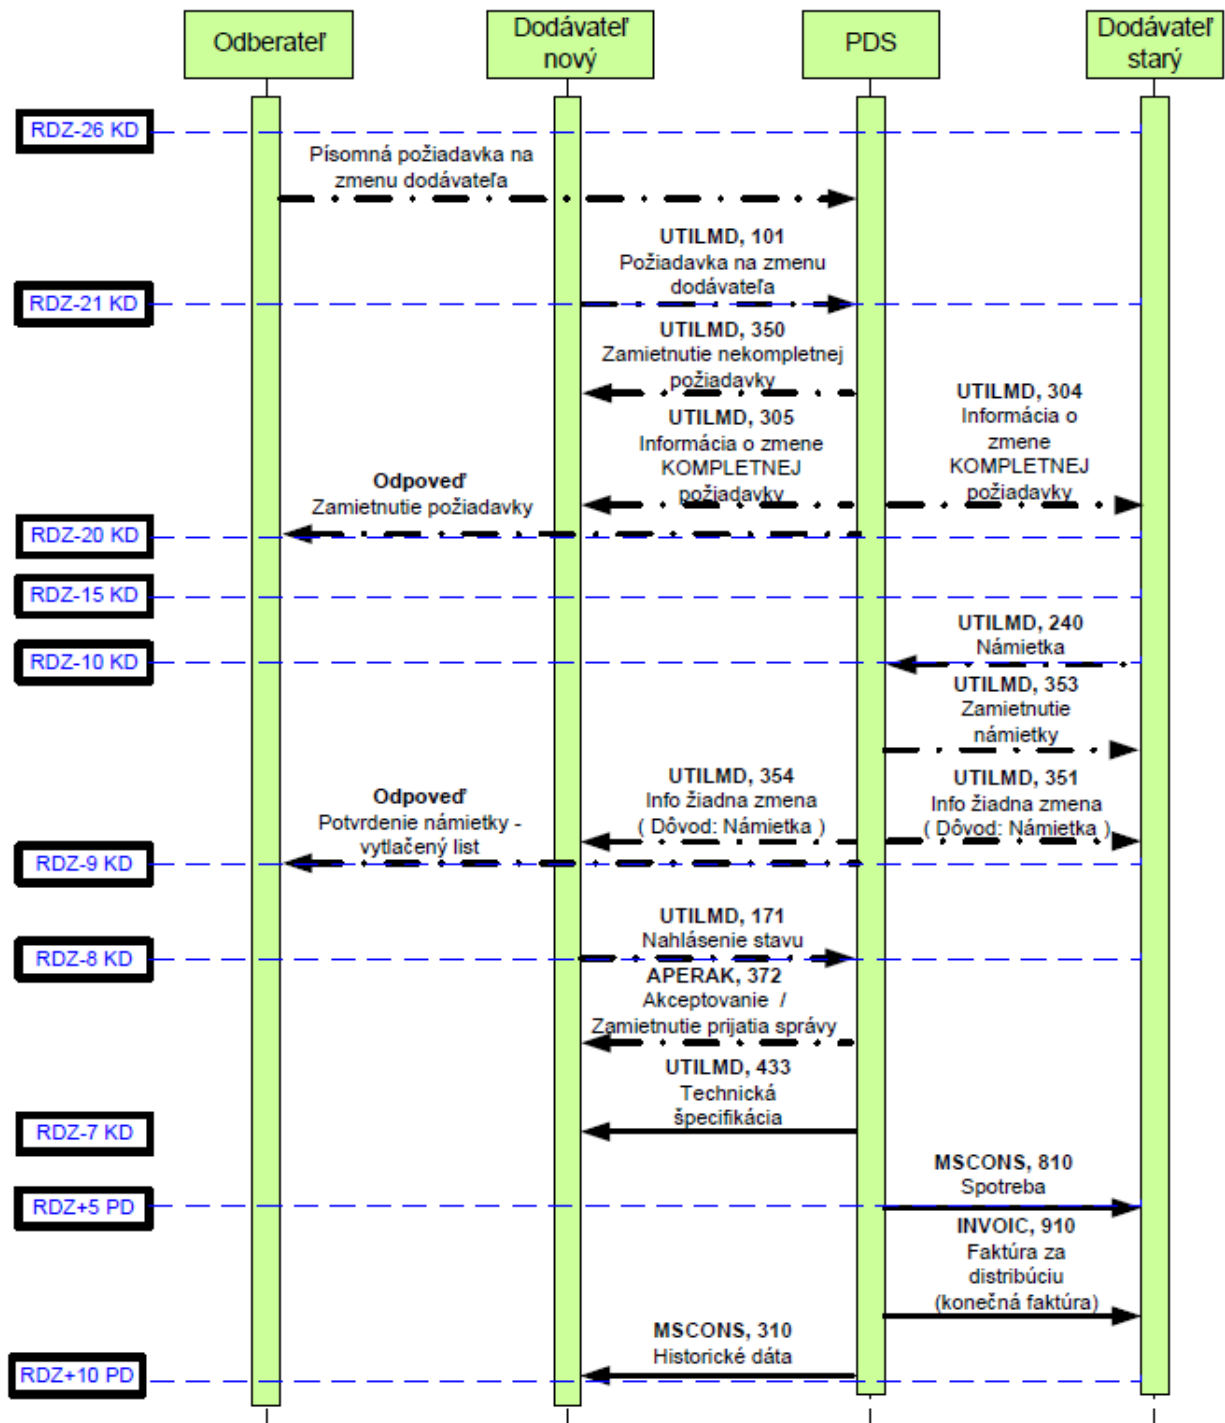 Odberateľ
Dodávateľ
nový
PDS
Dodávateľ
starý
RDZ-26 KD
Písomná požiadavka na
zmenu dodávateľa
UTILMD, 101
Požiadavka na zmenu
dodávateľa
RDZ-21 KD
UTILMD, 350
Zamietnutie nekompletnej
požiadavky
UTILMD, 305
Informácia o zmene
KOMPLETNEJ
požiadavky
UTILMD, 304
Informácia o
zmene
KOMPLETNEJ
požiadavky
Odpoveď
Zamietnutie požiadavky
RDZ-20 KD
RDZ-15 KD
UTILMD, 240
Námietka
RDZ-10 KD
UTILMD, 353
Zamietnutie
námietky
UTILMD, 354
Info žiadna zmena
( Dôvod: Námietka )
UTILMD, 351
Info žiadna zmena
( Dôvod: Námietka )
Odpoveď
Potvrdenie námietky -
vytlačený list
RDZ-9 KD
UTILMD, 171
Nahlásenie stavu
RDZ-8 KD
APERAK, 372
Akceptovanie /
Zamietnutie prijatia správy
UTILMD, 433
Technická
špecifikácia
RDZ-7 KD
MSCONS, 810
Spotreba
RDZ+5 PD
INVOIC, 910
Faktúra za
distribúciu
(konečná faktúra)
MSCONS, 310
Historické dáta
RDZ+10 PD